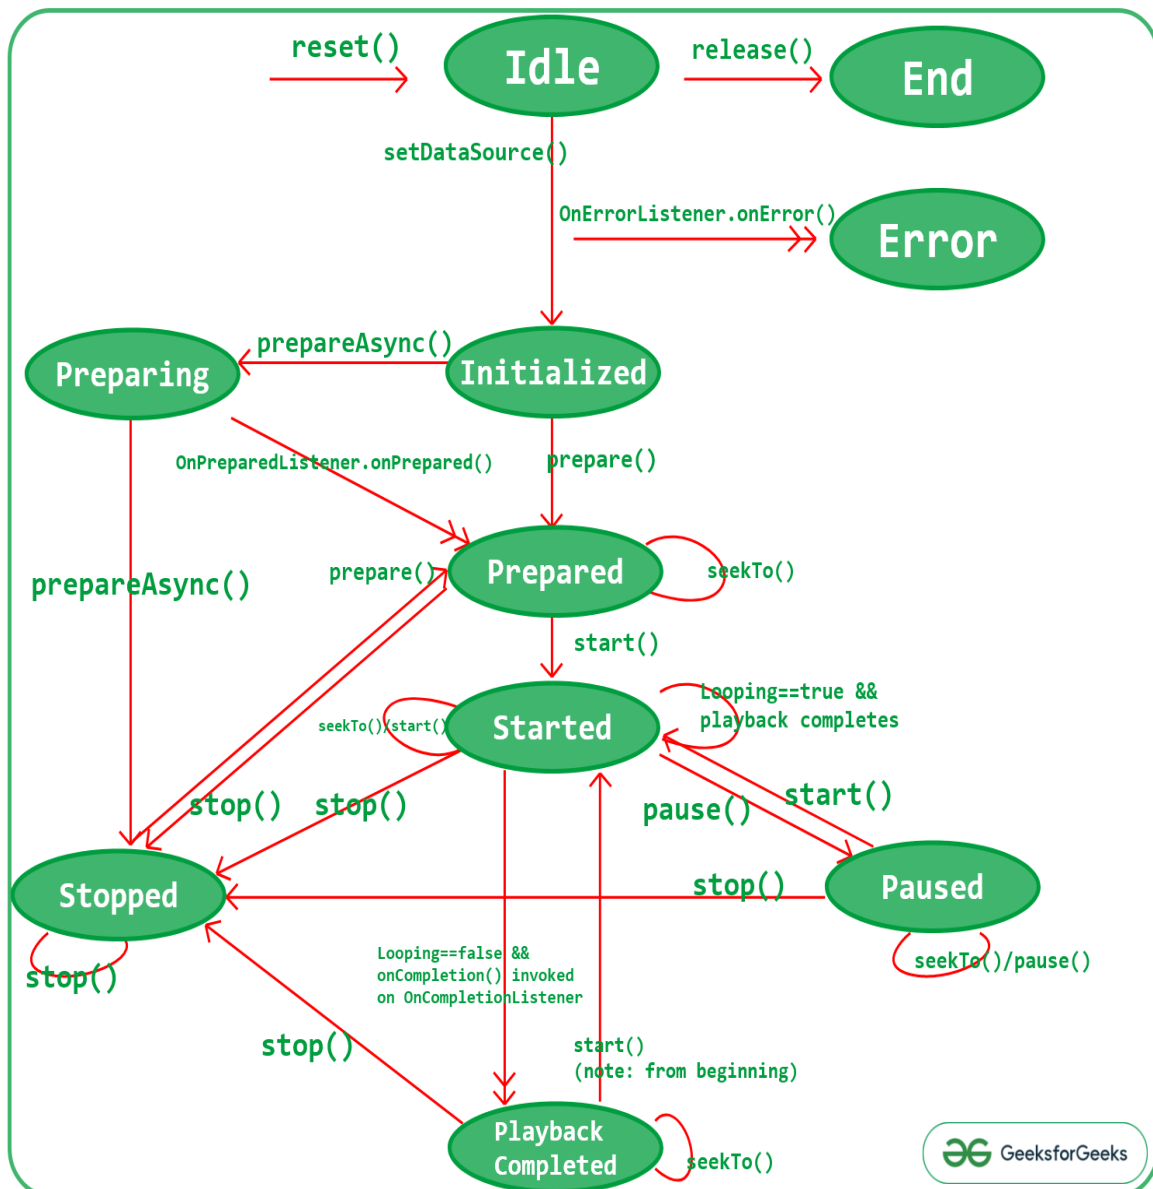 reset()
Idle
release()
End
setDataSource()
OnErrorListener.onError()
Error
prepareAsync()
Preparing
Initialized
OnPreparedListener.onPrepared()
prepare()
prepareAsync()
prepare()
Prepared
seekTo()
start()
Looping==true &&
playback completes
seekTo()/start()
Started
stop()
stop()
pause()
start()
Stopped
stop()
Paused
stop()
seekTo()/pause()
Looping==false &&
onCompletion() invoked
on OnCompletionListener
stop()
start()
(note: from beginning)
Playback
Completed
seekTo()
GeeksforGeeks